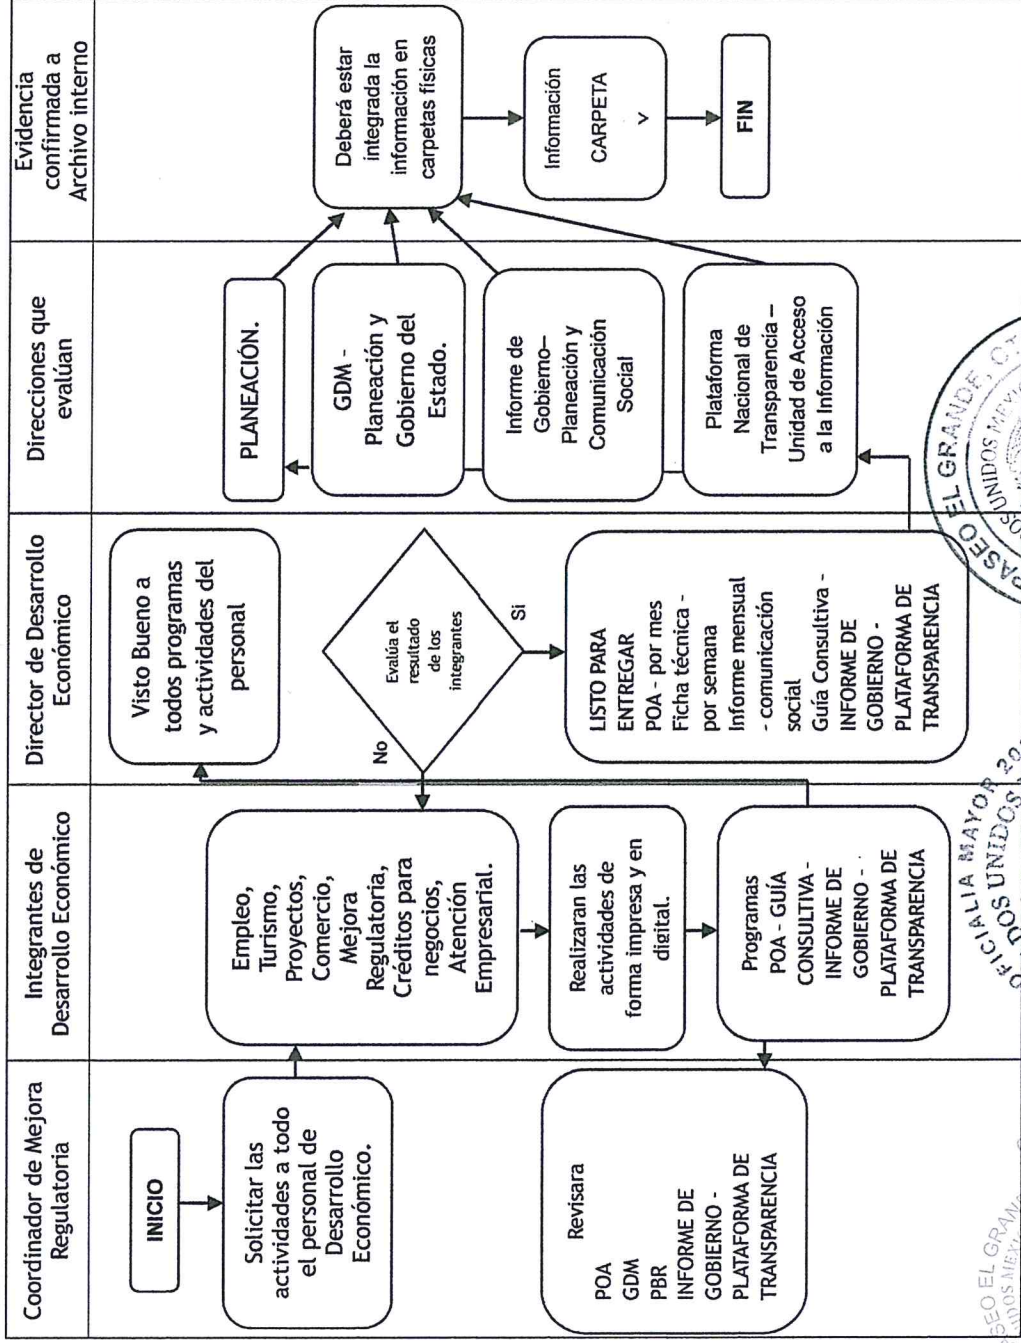 Coordinador de Mejora
Regulatoria
Integrantes de
Desarrollo Económico
Director de Desarrollo
Económico
Direcciones que
evalúan
Evidencia
confirmada a
Archivo interno
INICIO
Solicitar las
actividades a todo
el personal de
Desarrollo
Económico.
Revisara
POA
GDM
PBR
INFORME DE
GOBIERNO -
PLATAFORMA DE
TRANSPARENCIA
Empleo,
Turismo,
Proyectos,
Comercio,
Mejora
Regulatoria,
Créditos para
negocios,
Atención
Empresarial.
Realizaran las
actividades de
forma impresa y en
digital.
Programas
POA - GUÍA
CONSULTIVA -
INFORME DE
GOBIERNO -
PLATAFORMA DE
TRANSPARENCIA
Visto Bueno a
todos programas
y actividades del
personal
No
Evalúa el
resultado
de los
integrantes
Si
LISTO PARA
ENTREGAR
POA - por mes
Ficha técnica -
por semana
Informe mensual
- comunicación
social
Guía Consultiva -
INFORME DE
GOBIERNO -
PLATAFORMA DE
TRANSPARENCIA
PLANEACIÓN.
GDM -
Planeación y
Gobierno del
Estado.
Informe de
Gobierno–
Planeación y
Comunicación
Social
Plataforma
Nacional de
Transparencia –
Unidad de Acceso
a la Información
Deberá estar
integrada la
información en
carpetas físicas
Información
CARPETA
V
FIN
PASEO EL GRANDE,
OS UNIDOS
OFICIALIA MAYOR
DOS UNIDOS
SEO EL GRAN